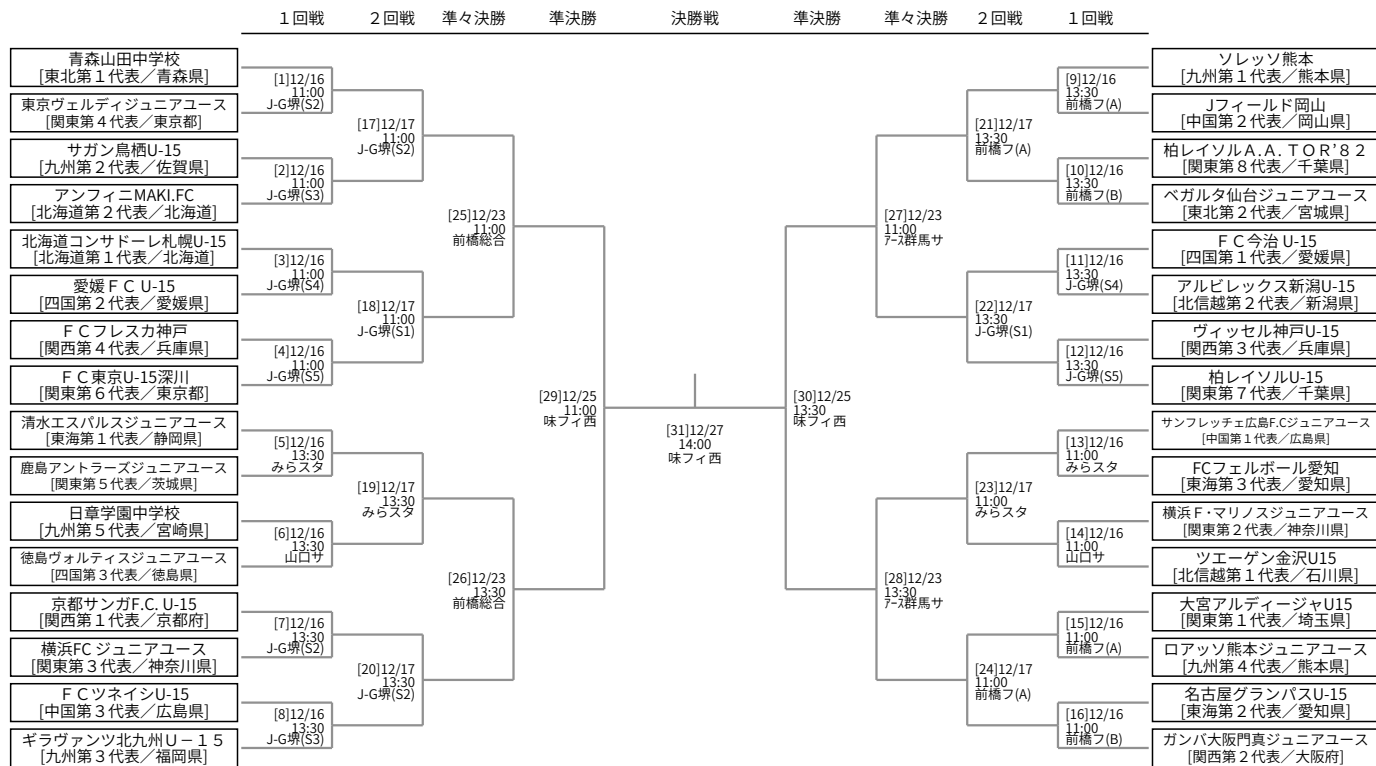 １回戦 ２回戦 準々決勝 準決勝 決勝戦 準決勝 準々決勝 ２回戦 １回戦
青森山田中学校
[東北第１代表／青森県]
東京ヴェルディジュニアユース
[関東第４代表／東京都]
サガン鳥栖U-15
[九州第２代表／佐賀県]
アンフィニMAKI.FC
[北海道第２代表／北海道]
北海道コンサドーレ札幌U-15
[北海道第１代表／北海道]
愛媛ＦＣ U-15
[四国第２代表／愛媛県]
ＦＣフレスカ神戸
[関西第４代表／兵庫県]
ＦＣ東京U-15深川
[関東第６代表／東京都]
清水エスパルスジュニアユース
[東海第１代表／静岡県]
鹿島アントラーズジュニアユース
[関東第５代表／茨城県]
日章学園中学校
[九州第５代表／宮崎県]
徳島ヴォルティスジュニアユース
[四国第３代表／徳島県]
京都サンガF.C. U-15
[関西第１代表／京都府]
横浜FC ジュニアユース
[関東第３代表／神奈川県]
ＦＣツネイシU-15
[中国第３代表／広島県]
ギラヴァンツ北九州Ｕ－１５
[九州第３代表／福岡県]
[1]12/16
11:00
J-G堺(S2)
[2]12/16
11:00
J-G堺(S3)
[3]12/16
11:00
J-G堺(S4)
[4]12/16
11:00
J-G堺(S5)
[5]12/16
13:30
みらスタ
[6]12/16
13:30
山口サ
[7]12/16
13:30
J-G堺(S2)
[8]12/16
13:30
J-G堺(S3)
[17]12/17
11:00
J-G堺(S2)
[18]12/17
11:00
J-G堺(S1)
[19]12/17
13:30
みらスタ
[20]12/17
13:30
J-G堺(S2)
[25]12/23
11:00
前橋総合
[26]12/23
13:30
前橋総合
[29]12/25
11:00
味フィ西
[31]12/27
14:00
味フィ西
[30]12/25
13:30
味フィ西
[27]12/23
11:00
ｱｰｽ群馬サ
[28]12/23
13:30
ｱｰｽ群馬サ
[21]12/17
13:30
前橋フ(A)
[22]12/17
13:30
J-G堺(S1)
[23]12/17
11:00
みらスタ
[24]12/17
11:00
前橋フ(A)
[9]12/16
13:30
前橋フ(A)
[10]12/16
13:30
前橋フ(B)
[11]12/16
13:30
J-G堺(S4)
[12]12/16
13:30
J-G堺(S5)
[13]12/16
11:00
みらスタ
[14]12/16
11:00
山口サ
[15]12/16
11:00
前橋フ(A)
[16]12/16
11:00
前橋フ(B)
ソレッソ熊本
[九州第１代表／熊本県]
Jフィールド岡山
[中国第２代表／岡山県]
柏レイソルＡ.Ａ. ＴＯＲ’８２
[関東第８代表／千葉県]
ベガルタ仙台ジュニアユース
[東北第２代表／宮城県]
ＦＣ今治 U-15
[四国第１代表／愛媛県]
アルビレックス新潟U-15
[北信越第２代表／新潟県]
ヴィッセル神戸U-15
[関西第３代表／兵庫県]
柏レイソルU-15
[関東第７代表／千葉県]
サンフレッチェ広島F.Cジュニアユース
[中国第１代表／広島県]
FCフェルボール愛知
[東海第３代表／愛知県]
横浜Ｆ･マリノスジュニアユース
[関東第２代表／神奈川県]
ツエーゲン金沢U15
[北信越第１代表／石川県]
大宮アルディージャU15
[関東第１代表／埼玉県]
ロアッソ熊本ジュニアユース
[九州第４代表／熊本県]
名古屋グランパスU-15
[東海第２代表／愛知県]
ガンバ大阪門真ジュニアユース
[関西第２代表／大阪府]